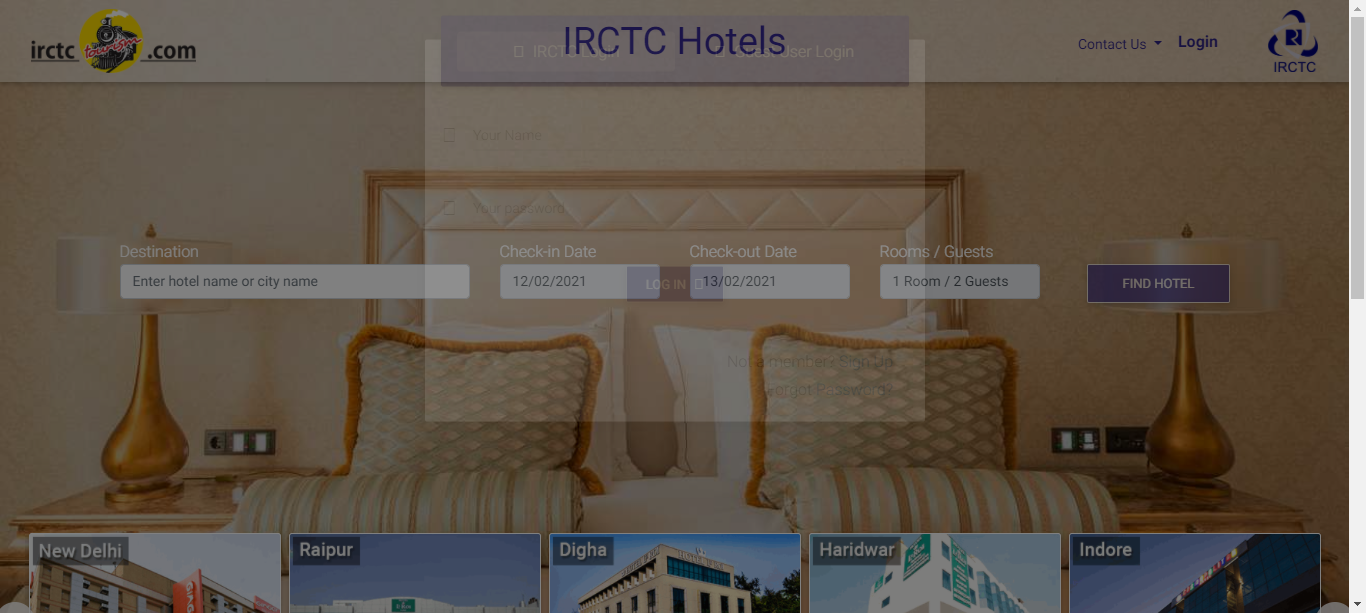 irctc tourism .com
IRCTC Hotels
IRCTC Login
Guest User Login
Contact Us
Login
IRCTC
Your Name
Your password
Destination
Check-in Date
Check-out Date
Rooms / Guests
Enter hotel name or city name
12/02/2021
13/02/2021
1 Room / 2 Guests
FIND HOTEL
LOG IN
Not a member? Sign Up
Forgot Password?
New Delhi
Raipur
Digha
Haridwar
Indore